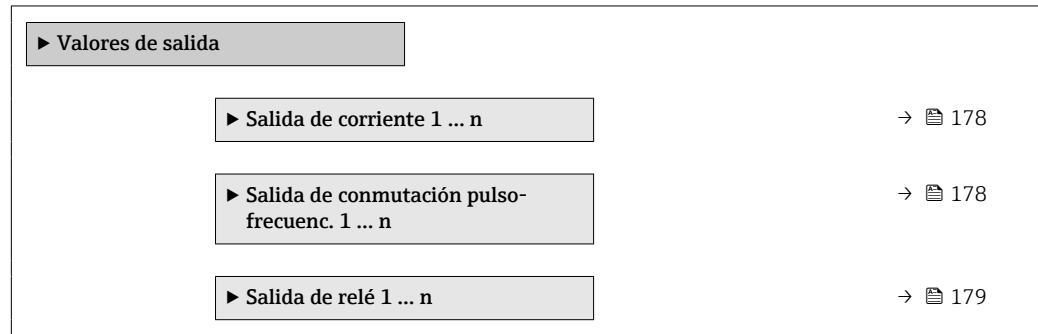 ► Valores de salida
► Salida de corriente 1 … n → 178
► Salida de conmutación pulso-
frecuenc. 1 … n → 178
► Salida de relé 1 … n → 179